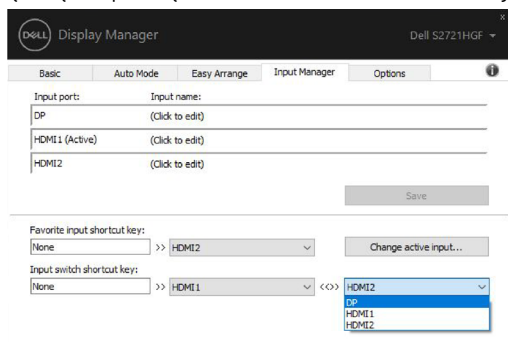 x
DELL Display Manager Dell S2721HGF
Basic Auto Mode Easy Arrange Input Manager Options i
Input port: Input name:
DP (Click to edit)
HDMI1 (Active) (Click to edit)
HDMI2 (Click to edit)
Save
Favorite input shortcut key:
None >> HDMI2 Change active input...
Input switch shortcut key:
None >> HDMI1 <<>> HDMI2
DP
HDMI1
HDMI2